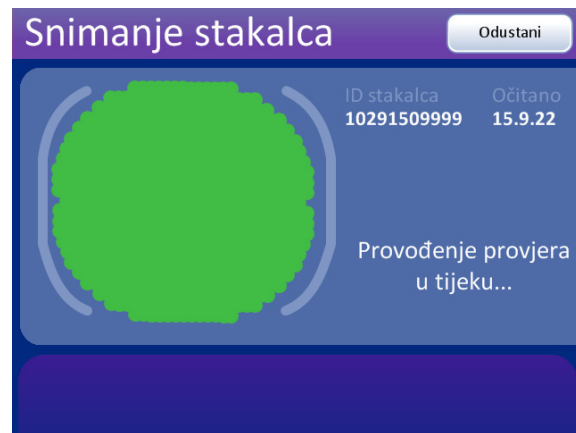 Snimanje stakalca
Odustani
ID stakalca
Očitano
10291509999
15.9.22
Provođenje provjera
u tijeku...